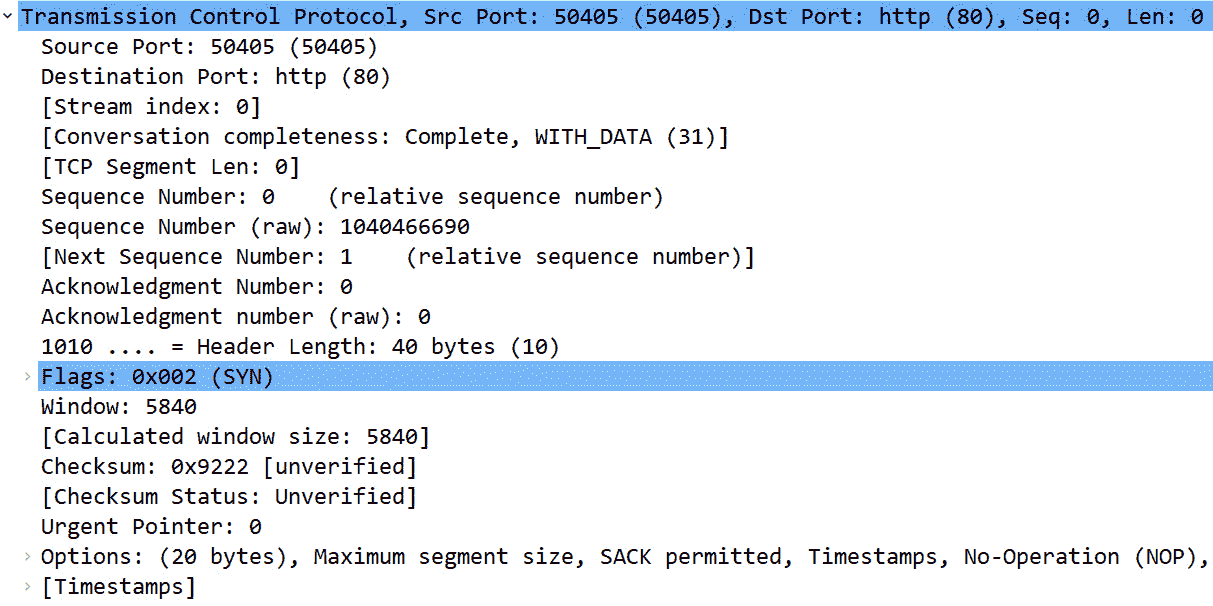 Transmission Control Protocol, Src Port: 50405 (50405), Dst Port: http (80), Seq: 0, Len: 0
Source Port: 50405 (50405)
Destination Port: http (80)
[Stream index: 0]
[Conversation completeness: Complete, WITH_DATA (31)]
[TCP Segment Len: 0]
Sequence Number: 0    (relative sequence number)
Sequence Number (raw): 1040466690
[Next Sequence Number: 1    (relative sequence number)]
Acknowledgment Number: 0
Acknowledgment number (raw): 0
1010 .... = Header Length: 40 bytes (10)
Flags: 0x002 (SYN)
Window: 5840
[Calculated window size: 5840]
Checksum: 0x9222 [unverified]
[Checksum Status: Unverified]
Urgent Pointer: 0
Options: (20 bytes), Maximum segment size, SACK permitted, Timestamps, No-Operation (NOP),
[Timestamps]